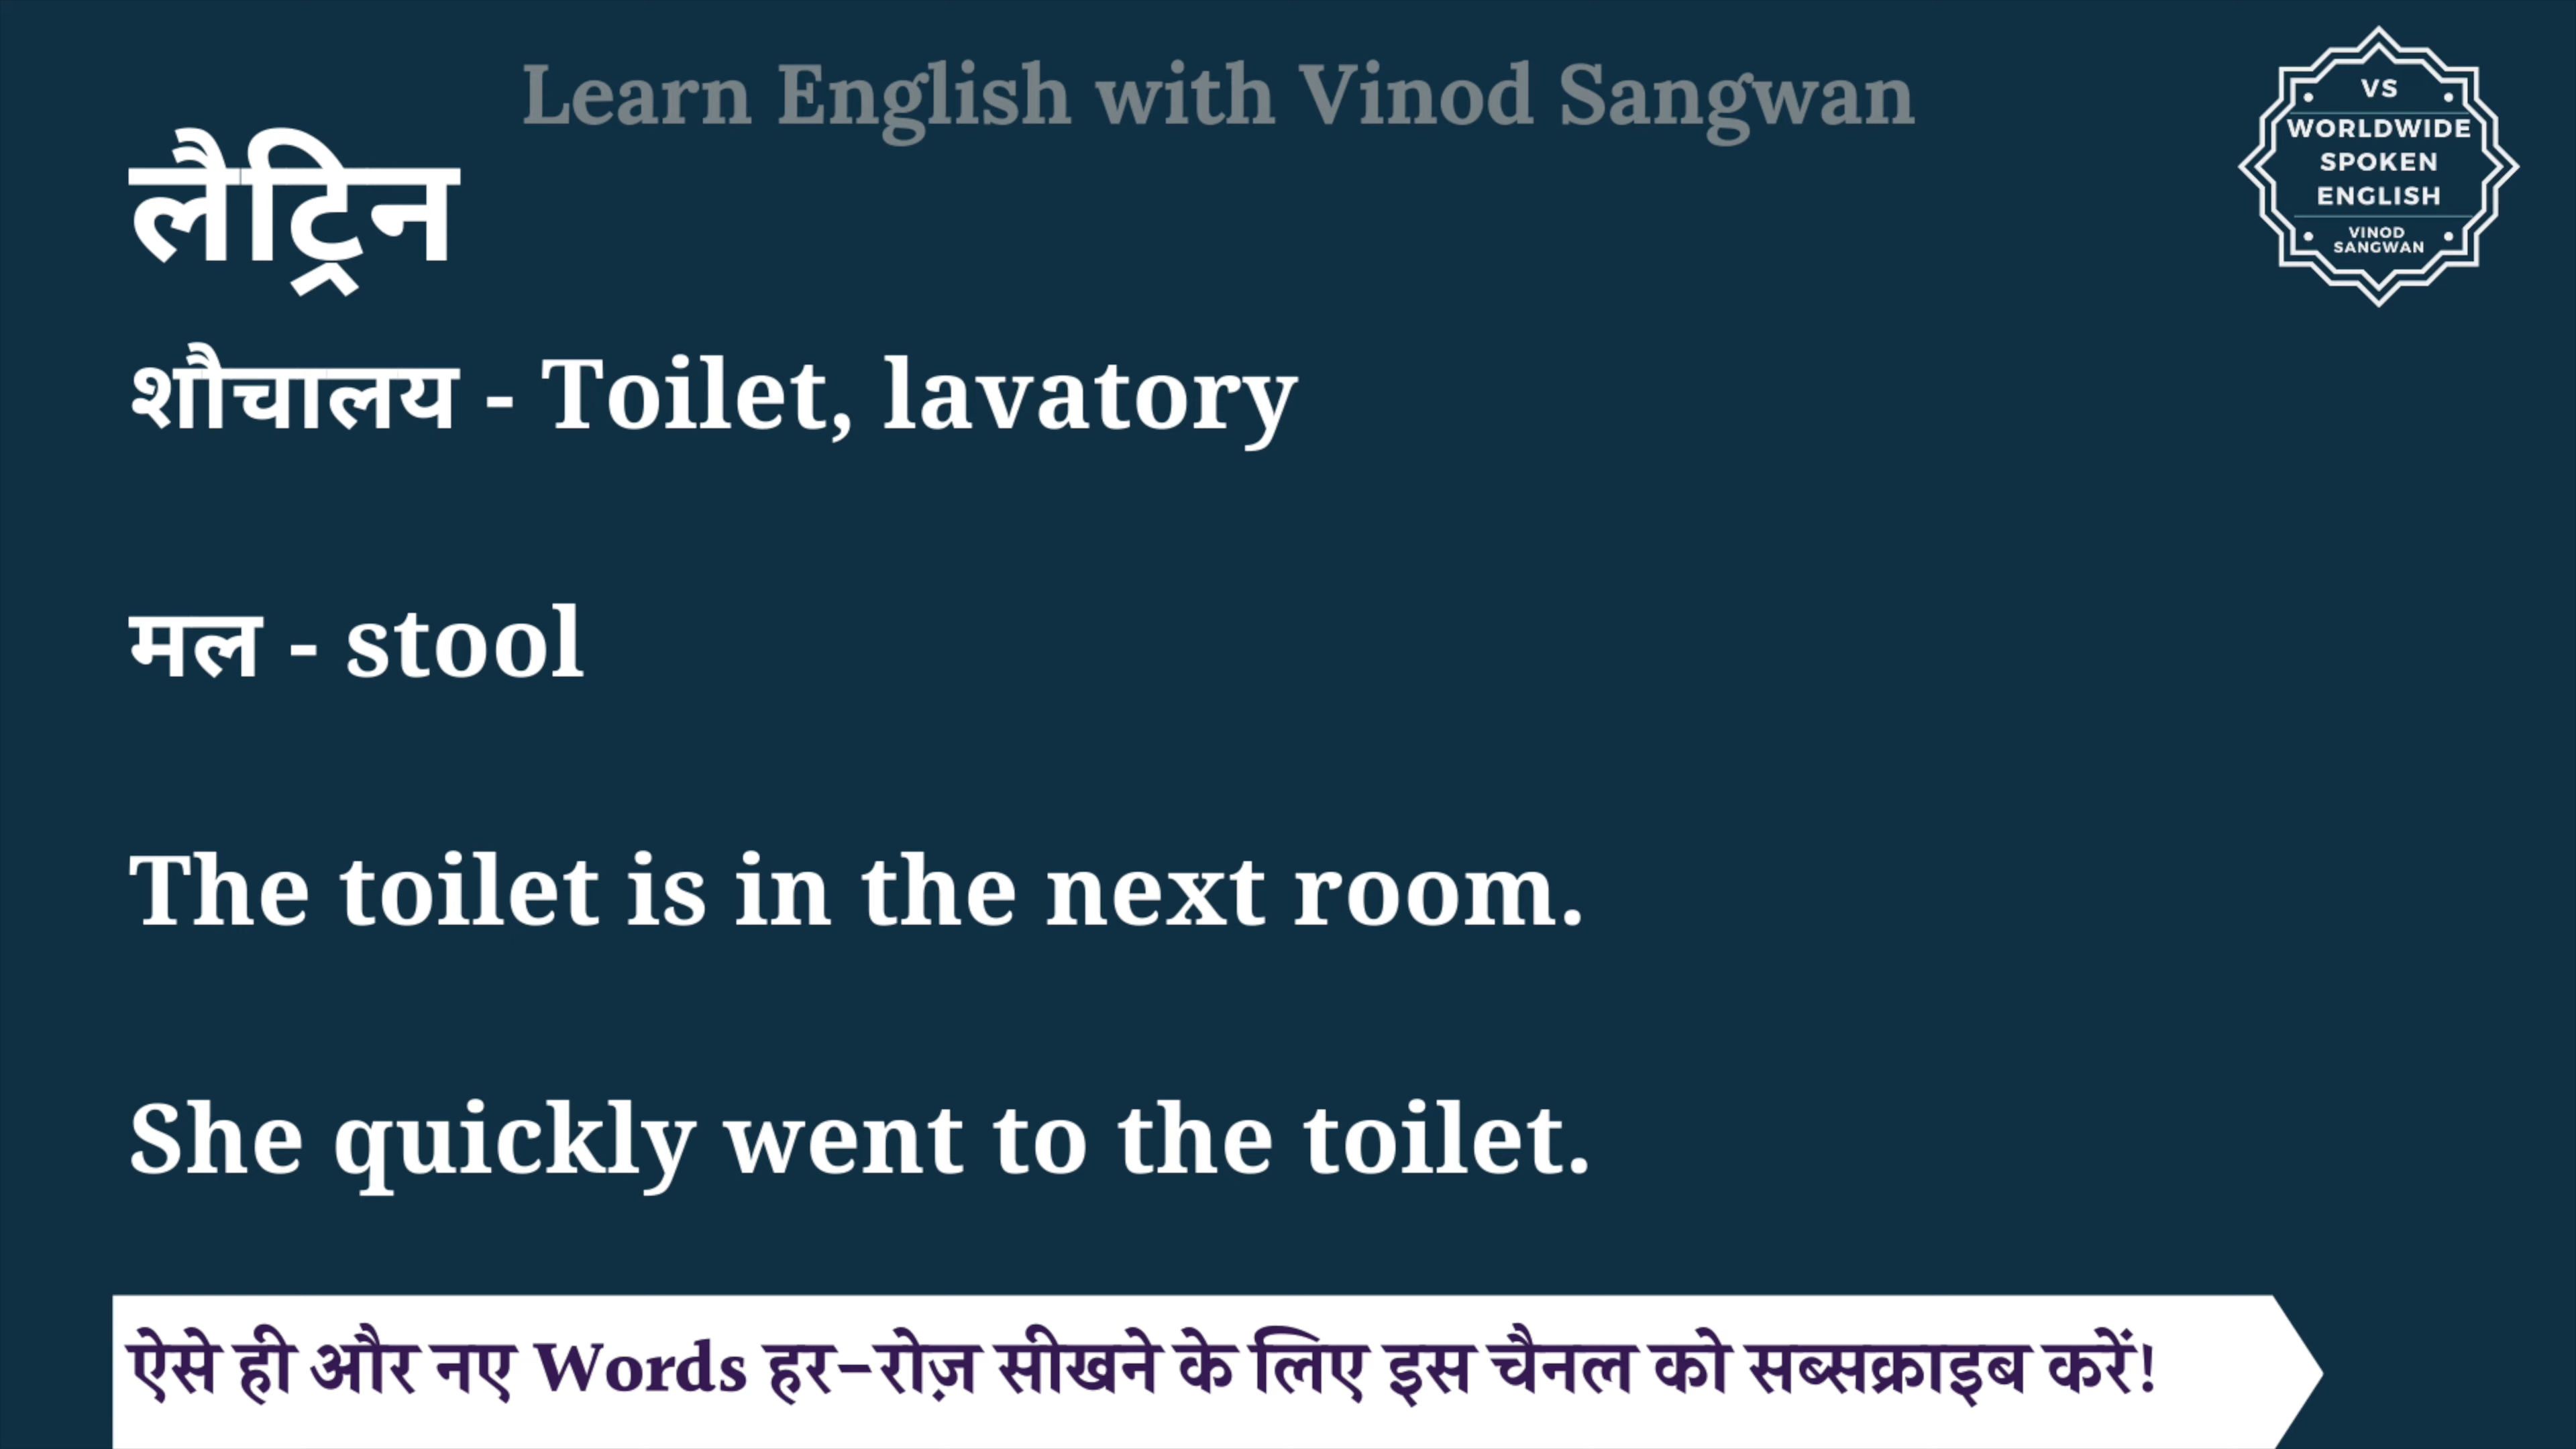 Learn English with Vinod Sangwan
VS
WORLDWIDE
SPOKEN
ENGLISH
VINOD
SANGWAN
लैट्रिन
शौचालय - Toilet, lavatory
मल - stool
The toilet is in the next room.
She quickly went to the toilet.
ऐसे ही और नए Words हर-रोज़ सीखने के लिए इस चैनल को सब्सक्राइब करें!